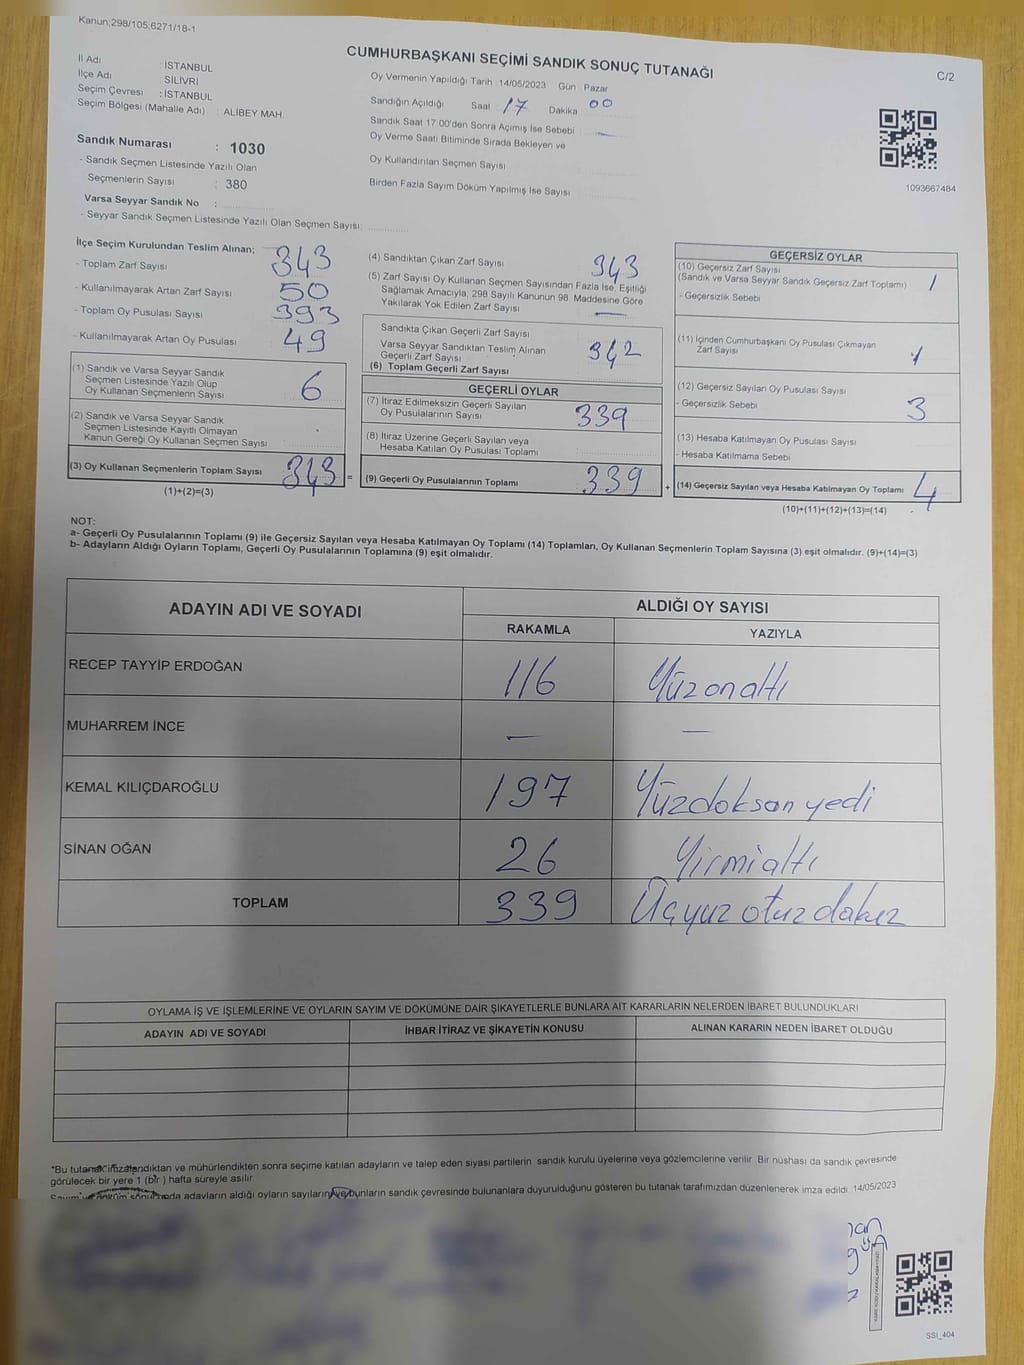 Kanun;298/105;6271/18-1
CUMHURBAŞKANI SEÇİMİ SANDIK SONUÇ TUTANAĞI
C/2
İl Adı : İSTANBUL
İlçe Adı : SİLİVRİ
Seçim Çevresi : İSTANBUL
Seçim Bölgesi (Mahalle Adı) : ALİBEY MAH.
Sandık Numarası : 1030
- Sandık Seçmen Listesinde Yazılı Olan
Seçmenlerin Sayısı : 380
Varsa Seyyar Sandık No :
- Seyyar Sandık Seçmen Listesinde Yazılı Olan Seçmen Sayısı:
Oy Vermenin Yapıldığı Tarih 14/05/2023 Gün Pazar
Sandığın Açıldığı Saat 17 Dakika 00
Sandık Saat 17:00'den Sonra Açımış İse Sebebi —
Oy Verme Saati Bitiminde Sırada Bekleyen ve
Oy Kullandırılan Seçmen Sayısı
Birden Fazla Sayım Döküm Yapılmış İse Sayısı
1093667484
İlçe Seçim Kurulundan Teslim Alınan;
- Toplam Zarf Sayısı 343
- Kullanılmayarak Artan Zarf Sayısı 50
- Toplam Oy Pusulası Sayısı 393
- Kullanılmayarak Artan Oy Pusulası 49
(1) Sandık ve Varsa Seyyar Sandık
Seçmen Listesinde Yazılı Olup
Oy Kullanan Seçmenlerin Sayısı 6
(2) Sandık ve Varsa Seyyar Sandık
Seçmen Listesinde Kayıtlı Olmayan
Kanun Gereği Oy Kullanan Seçmen Sayısı
(3) Oy Kullanan Seçmenlerin Toplam Sayısı 343 =
(1)+(2)=(3)
(4) Sandıktan Çıkan Zarf Sayısı 343
(5) Zarf Sayısı Oy Kullanan Seçmen Sayısından Fazla İse, Eşitliği
Sağlamak Amacıyla, 298 Sayılı Kanunun 98. Maddesine Göre
Yakılarak Yok Edilen Zarf Sayısı —
Sandıkta Çıkan Geçerli Zarf Sayısı
Varsa Seyyar Sandıktan Teslim Alınan
Geçerli Zarf Sayısı
(6) Toplam Geçerli Zarf Sayısı 342
GEÇERLİ OYLAR
(7) İtiraz Edilmeksizin Geçerli Sayılan
Oy Pusulalarının Sayısı 339
(8) İtiraz Üzerine Geçerli Sayılan veya
Hesaba Katılan Oy Pusulası Toplamı
(9) Geçerli Oy Pusulalarının Toplamı 339 +
GEÇERSİZ OYLAR
(10) Geçersiz Zarf Sayısı
(Sandık ve Varsa Seyyar Sandık Geçersiz Zarf Toplamı) 1
- Geçersizlik Sebebi
(11) İçinden Cumhurbaşkanı Oy Pusulası Çıkmayan
Zarf Sayısı
(12) Geçersiz Sayılan Oy Pusulası Sayısı
- Geçersizlik Sebebi 3
(13) Hesaba Katılmayan Oy Pusulası Sayısı
- Hesaba Katılmama Sebebi
(14) Geçersiz Sayılan veya Hesaba Katılmayan Oy Toplamı 4
(10)+(11)+(12)+(13)=(14)
NOT:
a- Geçerli Oy Pusulalarının Toplamı (9) ile Geçersiz Sayılan veya Hesaba Katılmayan Oy Toplamı (14) Toplamları, Oy Kullanan Seçmenlerin Toplam Sayısına (3) eşit olmalıdır. (9)+(14)=(3)
b- Adayların Aldığı Oyların Toplamı, Geçerli Oy Pusulalarının Toplamına (9) eşit olmalıdır.
ADAYIN ADI VE SOYADI
ALDIĞI OY SAYISI
RAKAMLA YAZIYLA
RECEP TAYYİP ERDOĞAN 116 Yüzonaltı
MUHARREM İNCE — —
KEMAL KILIÇDAROĞLU 197 Yüzdoksan yedi
SİNAN OĞAN 26 Yirmialtı
TOPLAM 339 Üçyuz otuz dokuz
OYLAMA İŞ VE İŞLEMLERİNE VE OYLARIN SAYIM VE DÖKÜMÜNE DAİR ŞİKAYETLERLE BUNLARA AİT KARARLARIN NELERDEN İBARET BULUNDUKLARI
ADAYIN ADI VE SOYADI İHBAR İTİRAZ VE ŞİKAYETİN KONUSU ALINAN KARARIN NEDEN İBARET OLDUĞU
*Bu tutanak imzalandıktan ve mühürlendikten sonra seçime katılan adayların ve talep eden siyasi partilerin sandık kurulu üyelerine veya gözlemcilerine verilir. Bir nüshası da sandık çevresinde
görülecek bir yere 1 (bir) hafta süreyle asılır.
adayların aldığı oyların sayılarını ve bunların sandık çevresinde bulunanlara duyurulduğunu gösteren bu tutanak tarafımızdan düzenlenerek imza edildi. 14/05/2023
SSI_404